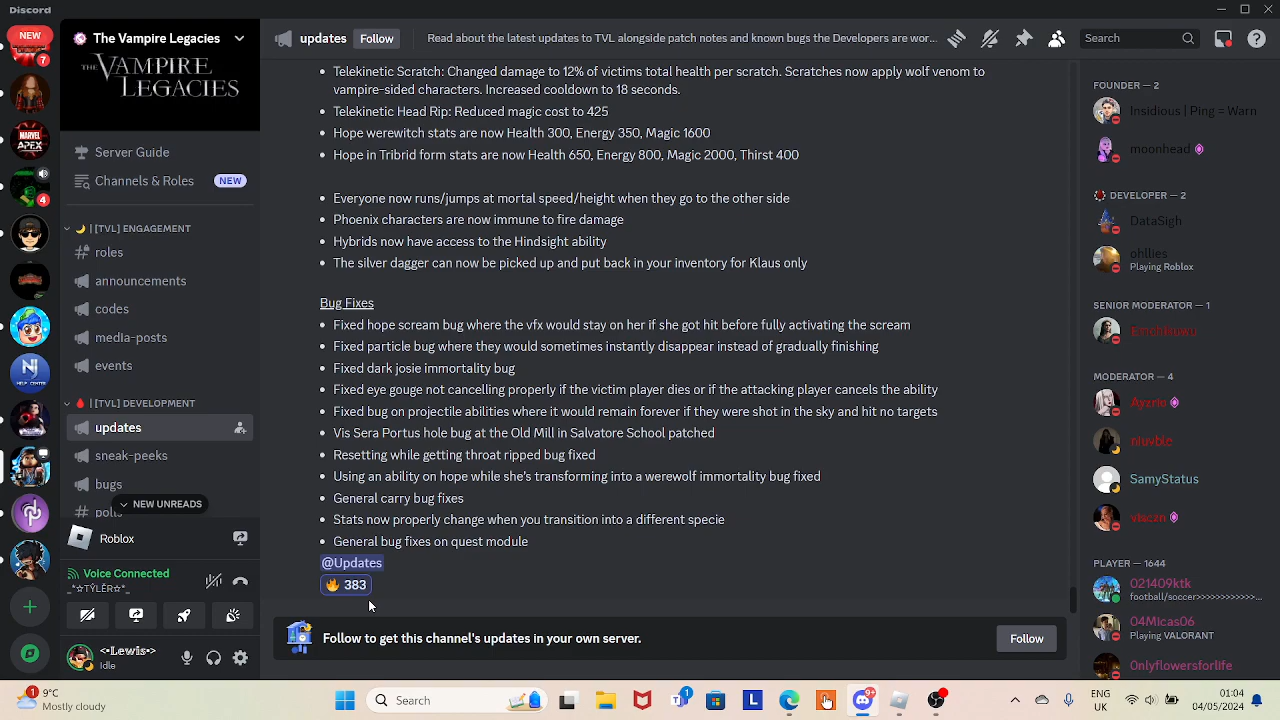 Discord
NEW
7
4
The Vampire Legacies
THE
VAMPIRE
LEGACIES
Server Guide
Channels & Roles NEW
[TVL] ENGAGEMENT
roles
announcements
codes
media-posts
events
[TVL] DEVELOPMENT
updates
sneak-peeks
bugs
polls
NEW UNREADS
Roblox
Voice Connected
<-Lewis->
Idle
MARVEL
APEX
NJ
HELP CENTER
updates Follow Read about the latest updates to TVL alongside patch notes and known bugs the Developers are wor... Search
• Telekinetic Scratch: Changed damage to 12% of victims total health per scratch. Scratches now apply wolf venom to
vampire-sided characters. Increased cooldown to 18 seconds.
• Telekinetic Head Rip: Reduced magic cost to 425
• Hope werewitch stats are now Health 300, Energy 350, Magic 1600
• Hope in Tribrid form stats are now Health 650, Energy 800, Magic 2000, Thirst 400
• Everyone now runs/jumps at mortal speed/height when they go to the other side
• Phoenix characters are now immune to fire damage
• Hybrids now have access to the Hindsight ability
• The silver dagger can now be picked up and put back in your inventory for Klaus only
Bug Fixes
• Fixed hope scream bug where the vfx would stay on her if she got hit before fully activating the scream
• Fixed particle bug where they would sometimes instantly disappear instead of gradually finishing
• Fixed dark josie immortality bug
• Fixed eye gouge not cancelling properly if the victim player dies or if the attacking player cancels the ability
• Fixed bug on projectile abilities where it would remain forever if they were shot in the sky and hit no targets
• Vis Sera Portus hole bug at the Old Mill in Salvatore School patched
• Resetting while getting throat ripped bug fixed
• Using an ability on hope while she's transforming into a werewolf immortality bug fixed
• General carry bug fixes
• Stats now properly change when you transition into a different specie
• General bug fixes on quest module
@Updates
383
Follow to get this channel's updates in your own server. Follow
FOUNDER — 2
Insidious | Ping = Warn
moonhead
DEVELOPER — 2
DataSigh
ohllies
Playing Roblox
SENIOR MODERATOR — 1
MODERATOR — 4
Ayzrio
SamyStatus
PLAYER — 1644
021409ktk
football/soccer>>>>>>>>>>>...
04Micas06
Playing VALORANT
Onlyflowersforlife
1
9°C
Mostly cloudy
Search
1
L
9+
ENG
UK
01:04
04/05/2024